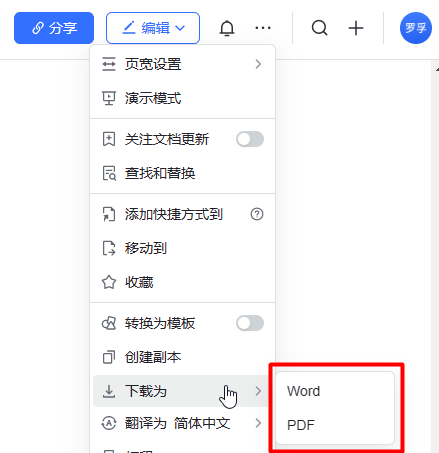 分享
编辑
罗孚
页宽设置
演示模式
关注文档更新
查找和替换
添加快捷方式到
移动到
收藏
转换为模板
创建副本
下载为
Word
PDF
翻译为 简体中文